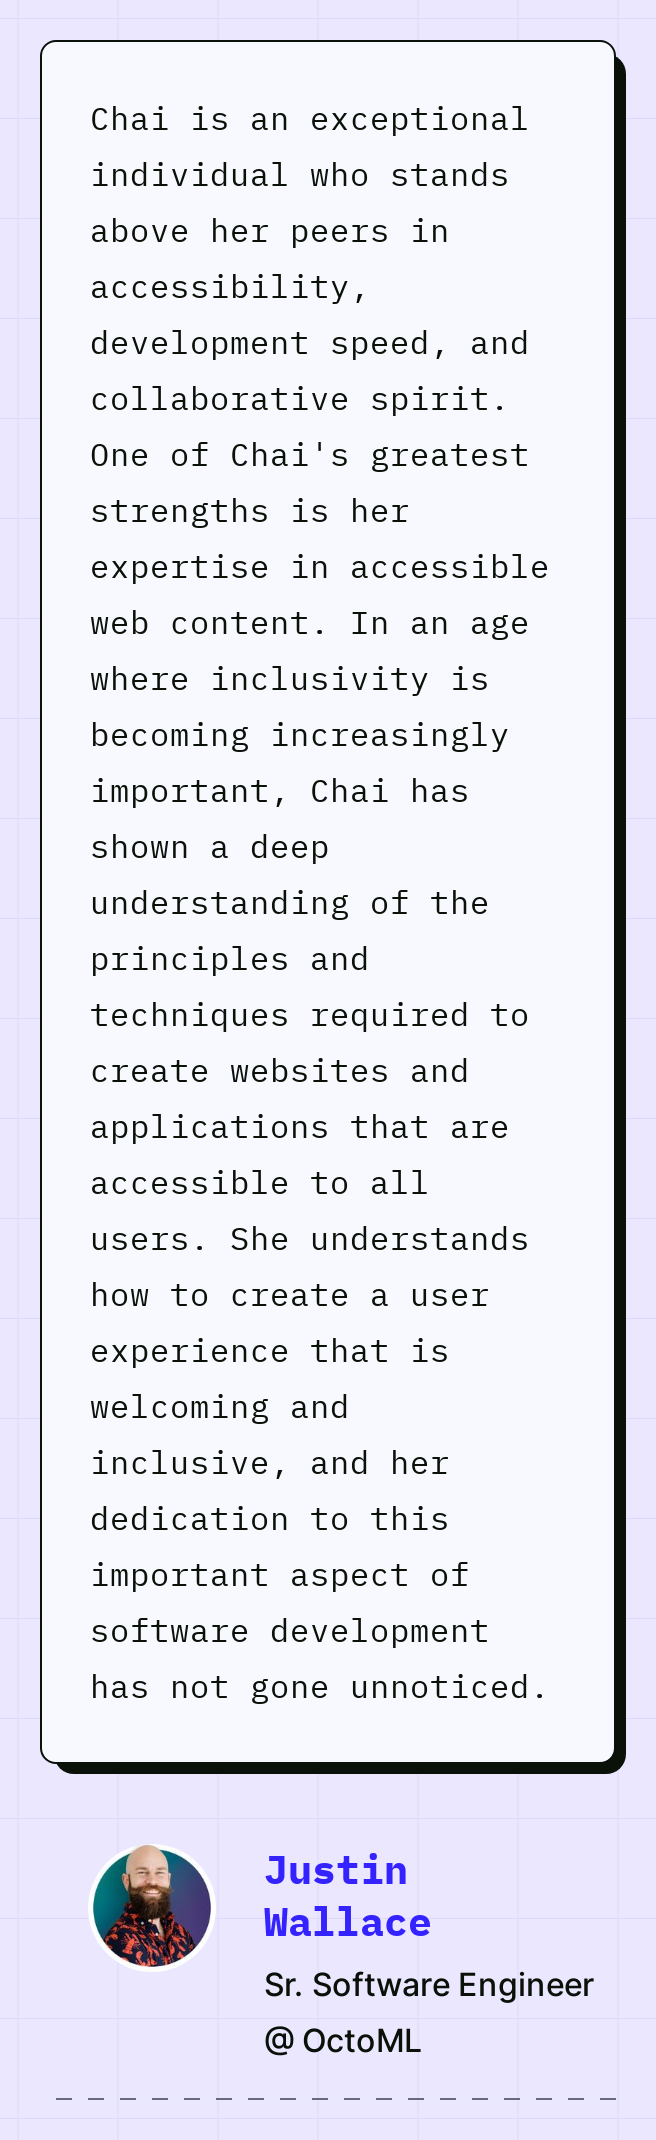 Chai is an exceptional
individual who stands
above her peers in
accessibility,
development speed, and
collaborative spirit.
One of Chai's greatest
strengths is her
expertise in accessible
web content. In an age
where inclusivity is
becoming increasingly
important, Chai has
shown a deep
understanding of the
principles and
techniques required to
create websites and
applications that are
accessible to all
users. She understands
how to create a user
experience that is
welcoming and
inclusive, and her
dedication to this
important aspect of
software development
has not gone unnoticed.
Justin
Wallace
Sr. Software Engineer
@ OctoML